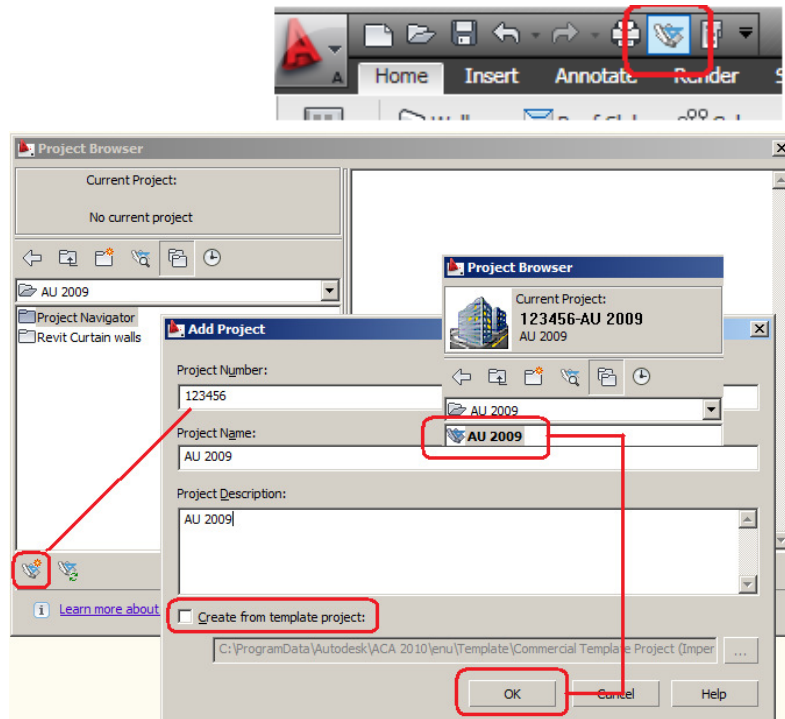 A
Home Insert Annotate Render
Project Browser
Current Project:
No current project
AU 2009
Project Navigator
Revit Curtain walls
Project Browser
Current Project:
123456-AU 2009
AU 2009
AU 2009
AU 2009
Add Project
Project Number:
123456
Project Name:
AU 2009
Project Description:
AU 2009
Create from template project:
C:\ProgramData\Autodesk\ACA 2010\enu\Template\Commercial Template Project (Imper
...
OK Cancel Help
Learn more about